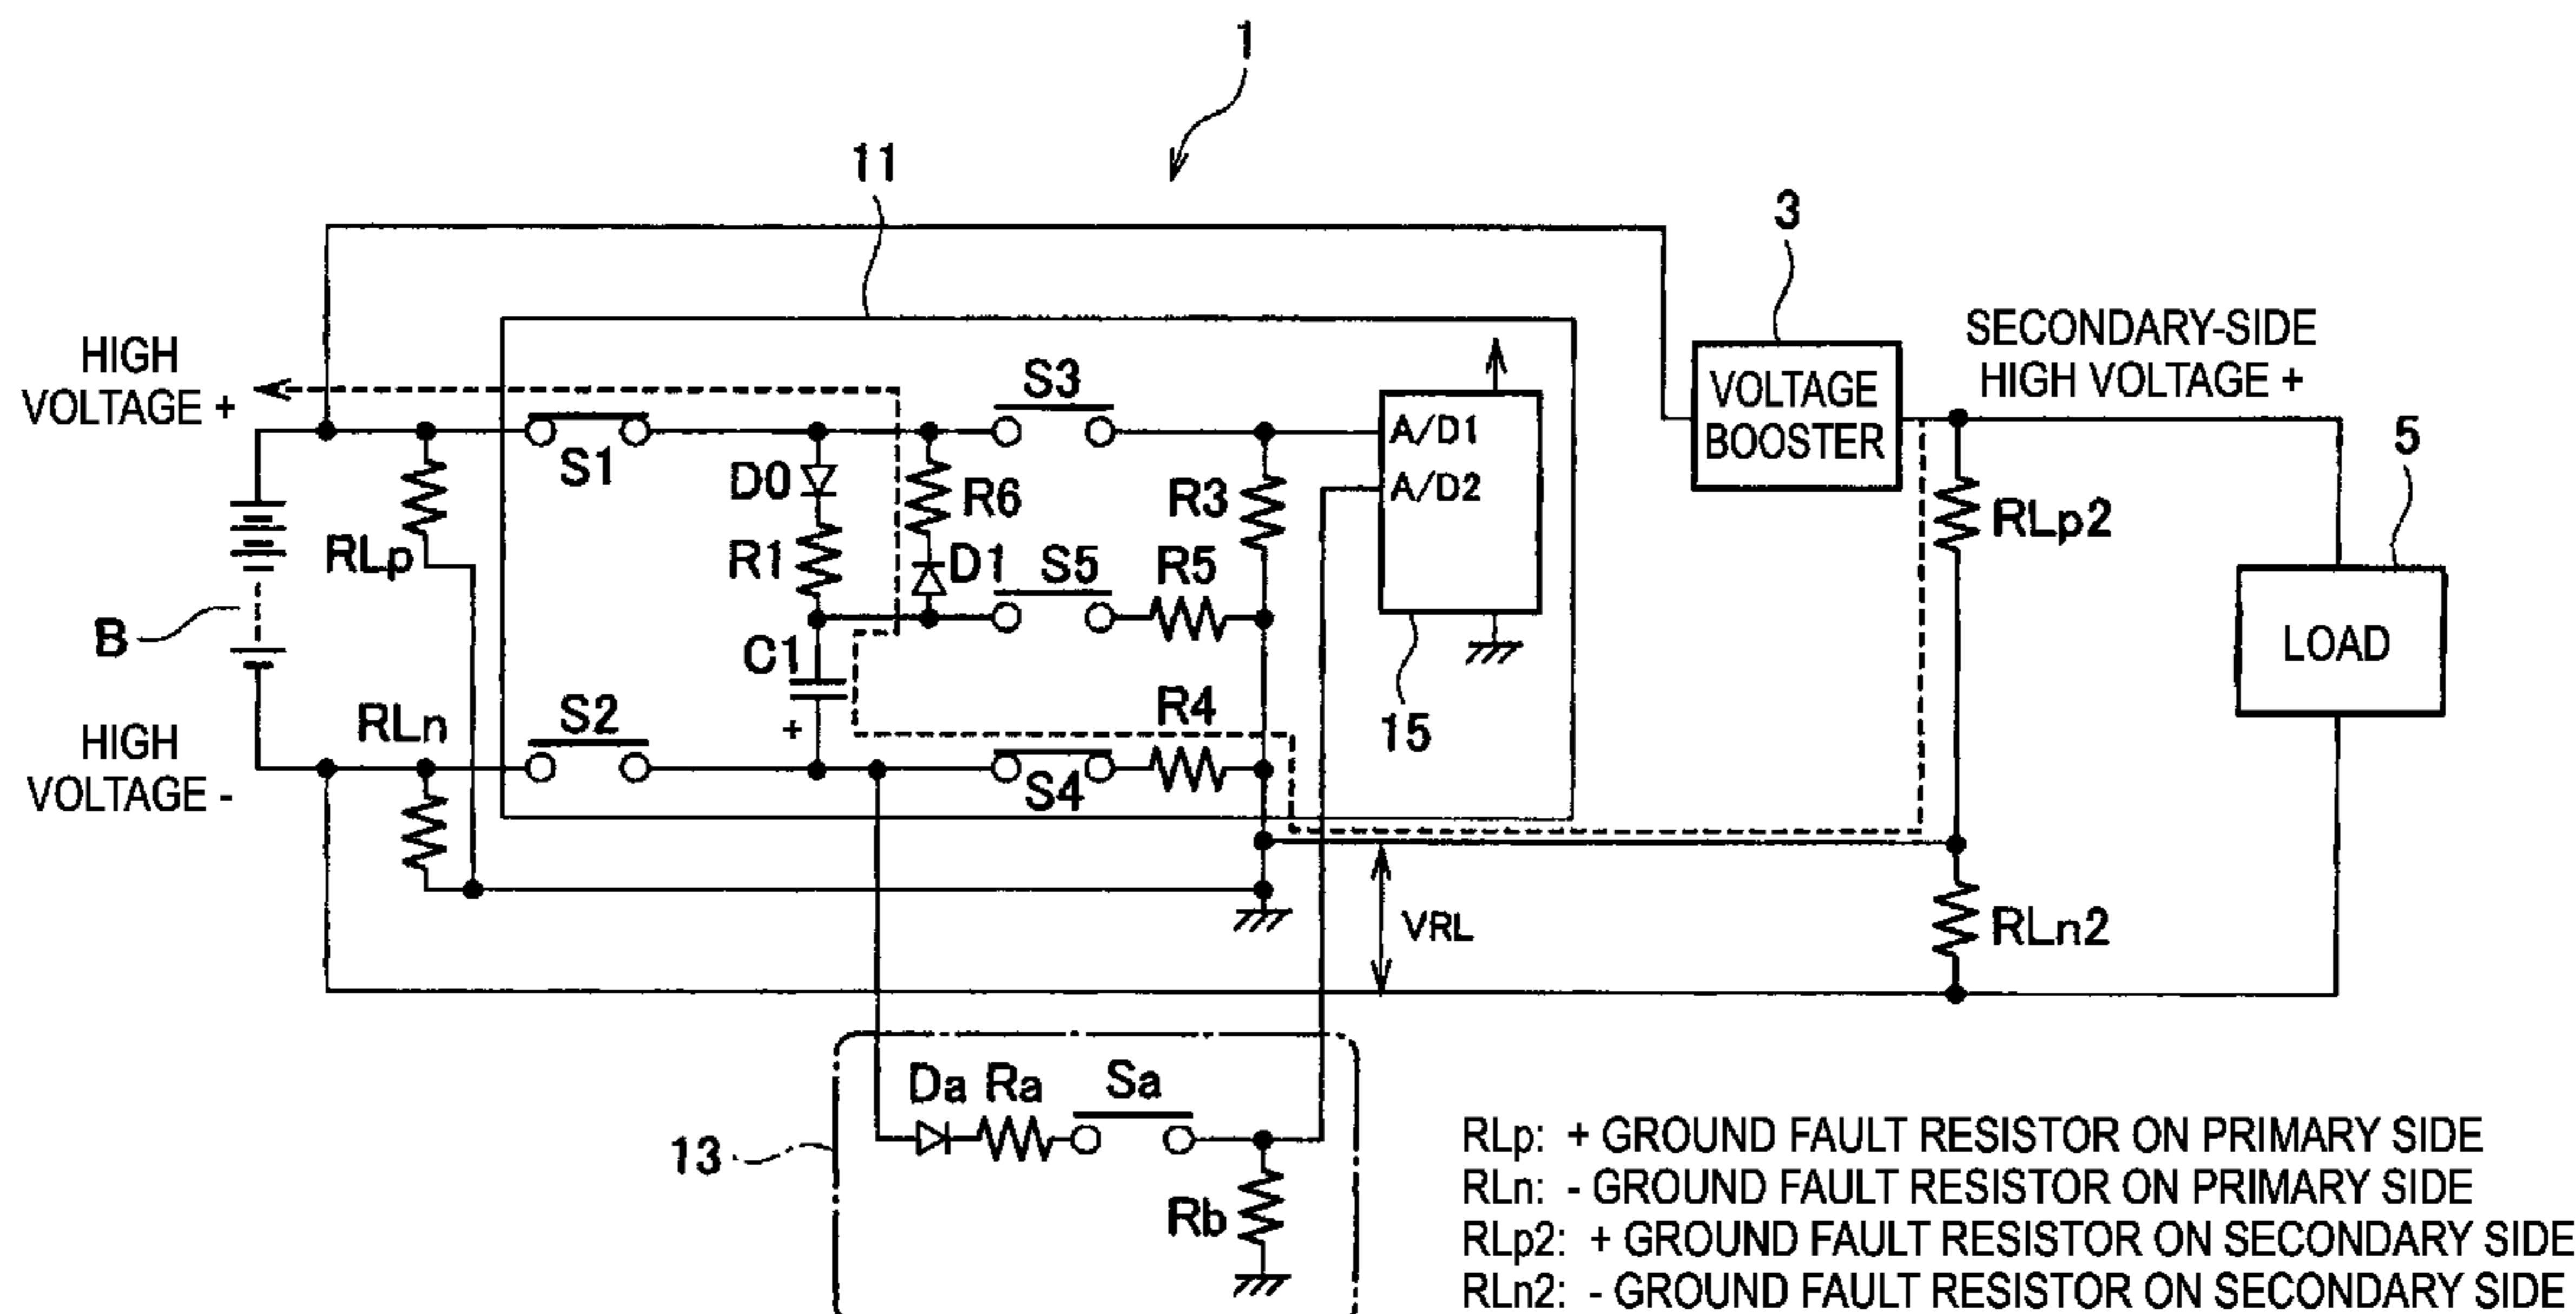 1
11
3
SECONDARY-SIDE
HIGH VOLTAGE +
5
HIGH
VOLTAGE +
S3
VOLTAGE
BOOSTER
A/D1
A/D2
S1
D0
R6
R3
RLp2
RLp
R1
D1
S5
R5
B
LOAD
C1
R4
15
RLn
S2
+
S4
HIGH
VOLTAGE -
VRL
RLn2
Da
Ra
Sa
13
Rb
RLp: + GROUND FAULT RESISTOR ON PRIMARY SIDE
RLn: - GROUND FAULT RESISTOR ON PRIMARY SIDE
RLp2: + GROUND FAULT RESISTOR ON SECONDARY SIDE
RLn2: - GROUND FAULT RESISTOR ON SECONDARY SIDE